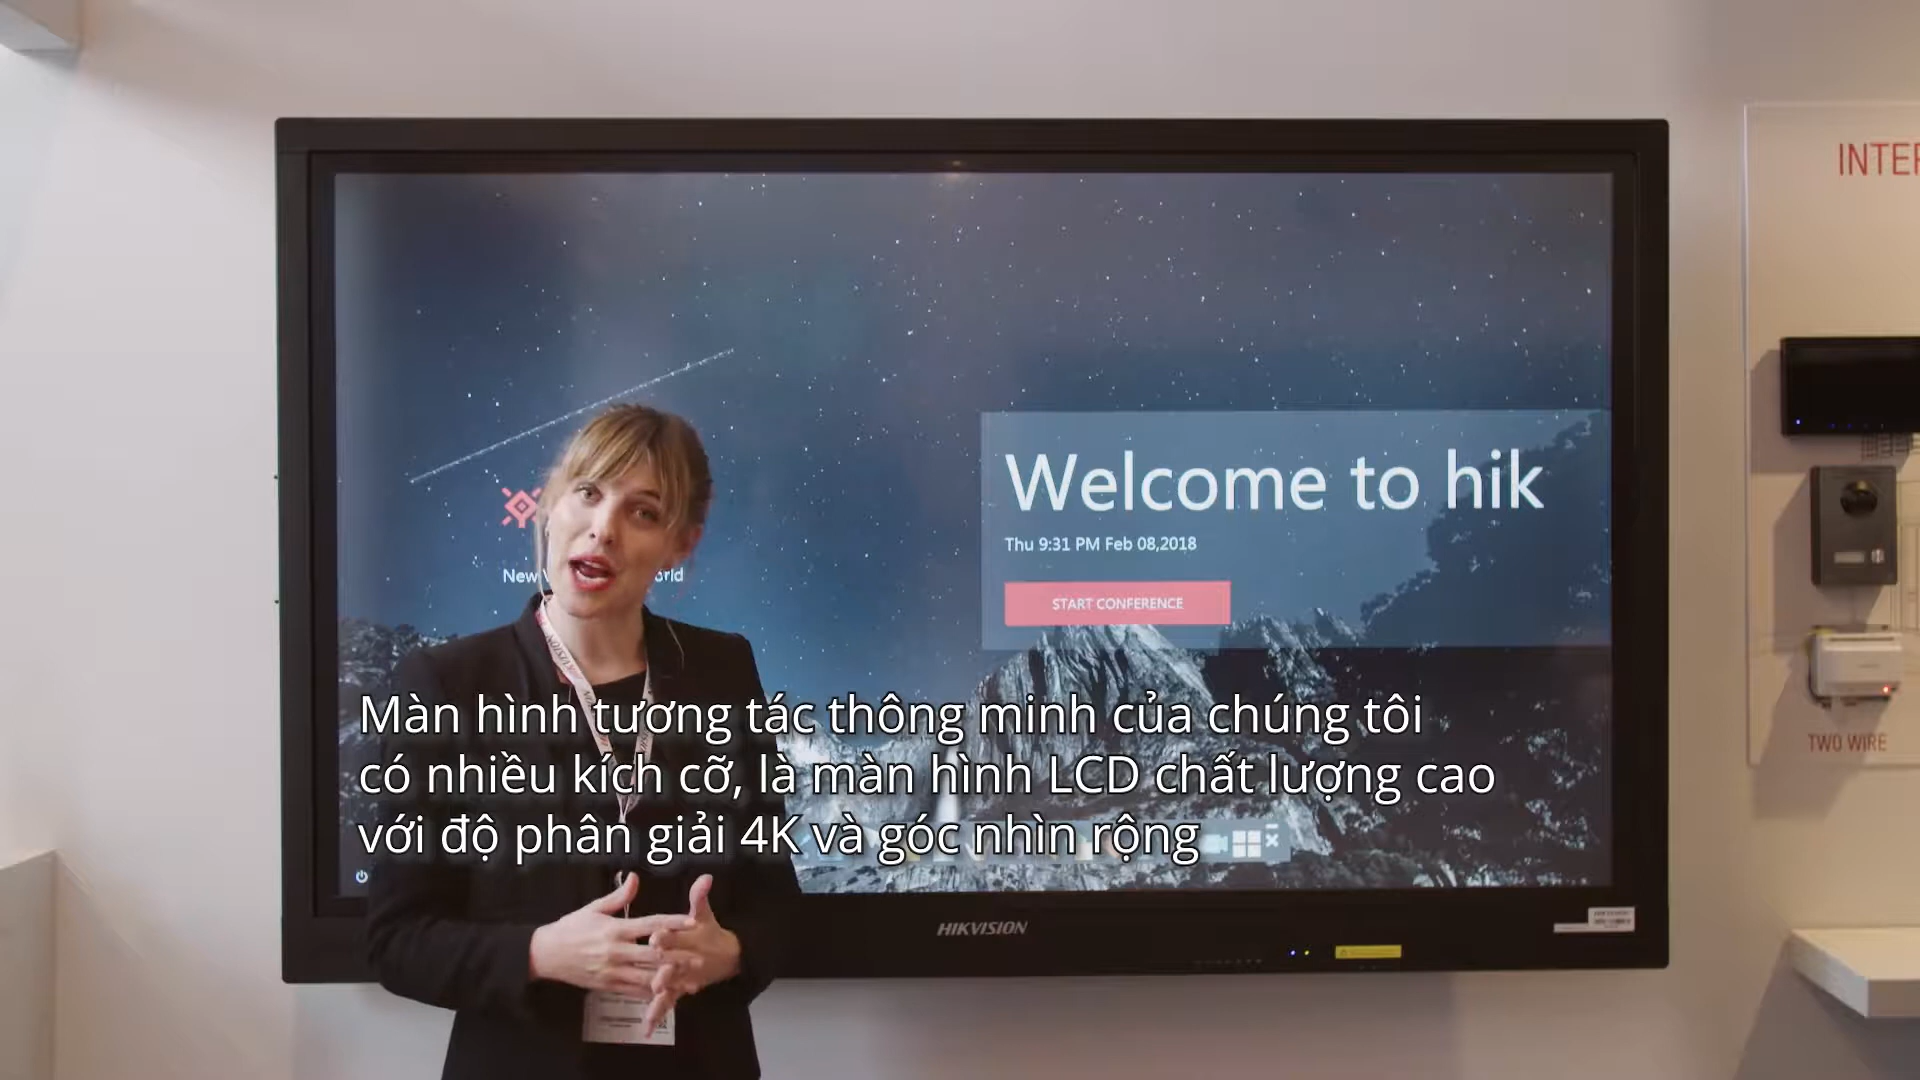 INTER
Welcome to hik
Thu 9:31 PM Feb 08,2018
START CONFERENCE
New
HIKVISION
Màn hình tương tác thông minh của chúng tôi
có nhiều kích cỡ, là màn hình LCD chất lượng cao
với độ phân giải 4K và góc nhìn rộng
TWO WIRE
HIKVISION